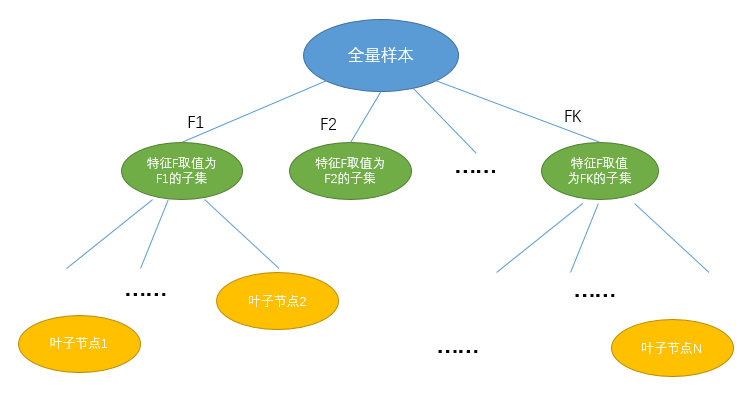 全量样本
F1
F2
FK
特征F取值为
F1的子集
特征F取值为
F2的子集
……
特征F取值
为FK的子集
……
叶子节点2
……
叶子节点1
……
叶子节点N